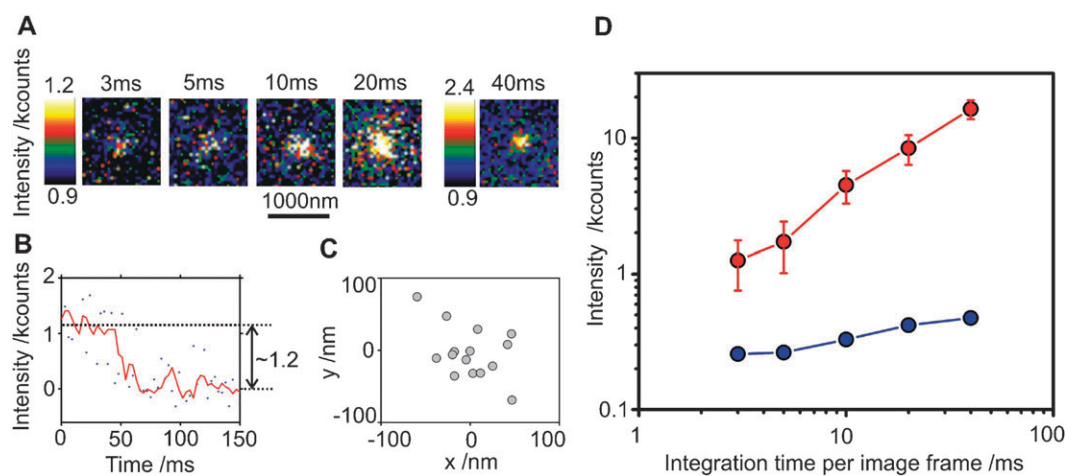 A
Intensity /kcounts
1.2
0.9
3ms
5ms
10ms
20ms
1000nm
2.4
0.9
40ms
B
Intensity /kcounts
2
1
0
~1.2
0
50
100
150
Time /ms
C
y /nm
100
0
-100
-100
0
100
x /nm
D
Intensity /kcounts
10
1
0.1
1
10
100
Integration time per image frame /ms